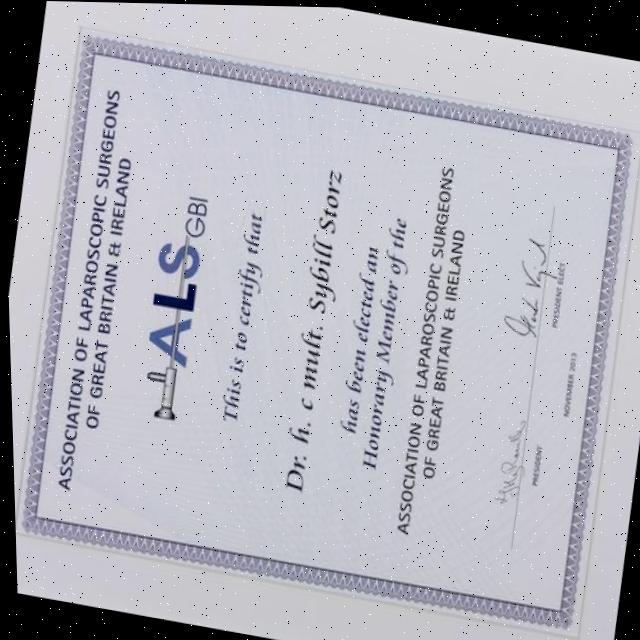 ASSOCIATION OF LAPAROSCOPIC SURGEONS
OF GREAT BRITAIN & IRELAND
ALS GBI
This is to certify that
Dr. h. c mult. Sybill Storz
has been elected an
Honorary Member of the
ASSOCIATION OF LAPAROSCOPIC SURGEONS
OF GREAT BRITAIN & IRELAND
PRESIDENT
PRESIDENT ELECT
NOVEMBER 2013